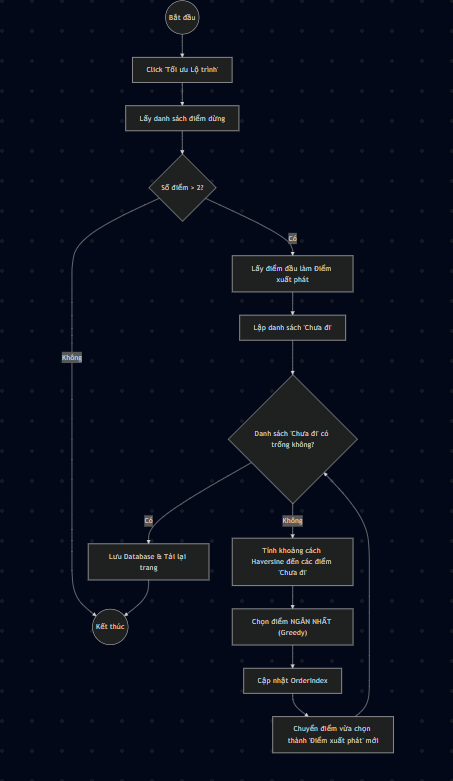 Bắt đầu
Click 'Tối ưu Lộ trình'
Lấy danh sách điểm dừng
Số điểm > 2?
Có
Lấy điểm đầu làm Điểm
xuất phát
Lập danh sách 'Chưa đi'
Không
Danh sách 'Chưa đi' có
trống không?
Có
Không
Lưu Database & Tải lại
trang
Tính khoảng cách
Haversine đến các điểm
'Chưa đi'
Kết thúc
Chọn điểm NGẮN NHẤT
(Greedy)
Cập nhật OrderIndex
Chuyển điểm vừa chọn
thành 'Điểm xuất phát' mới